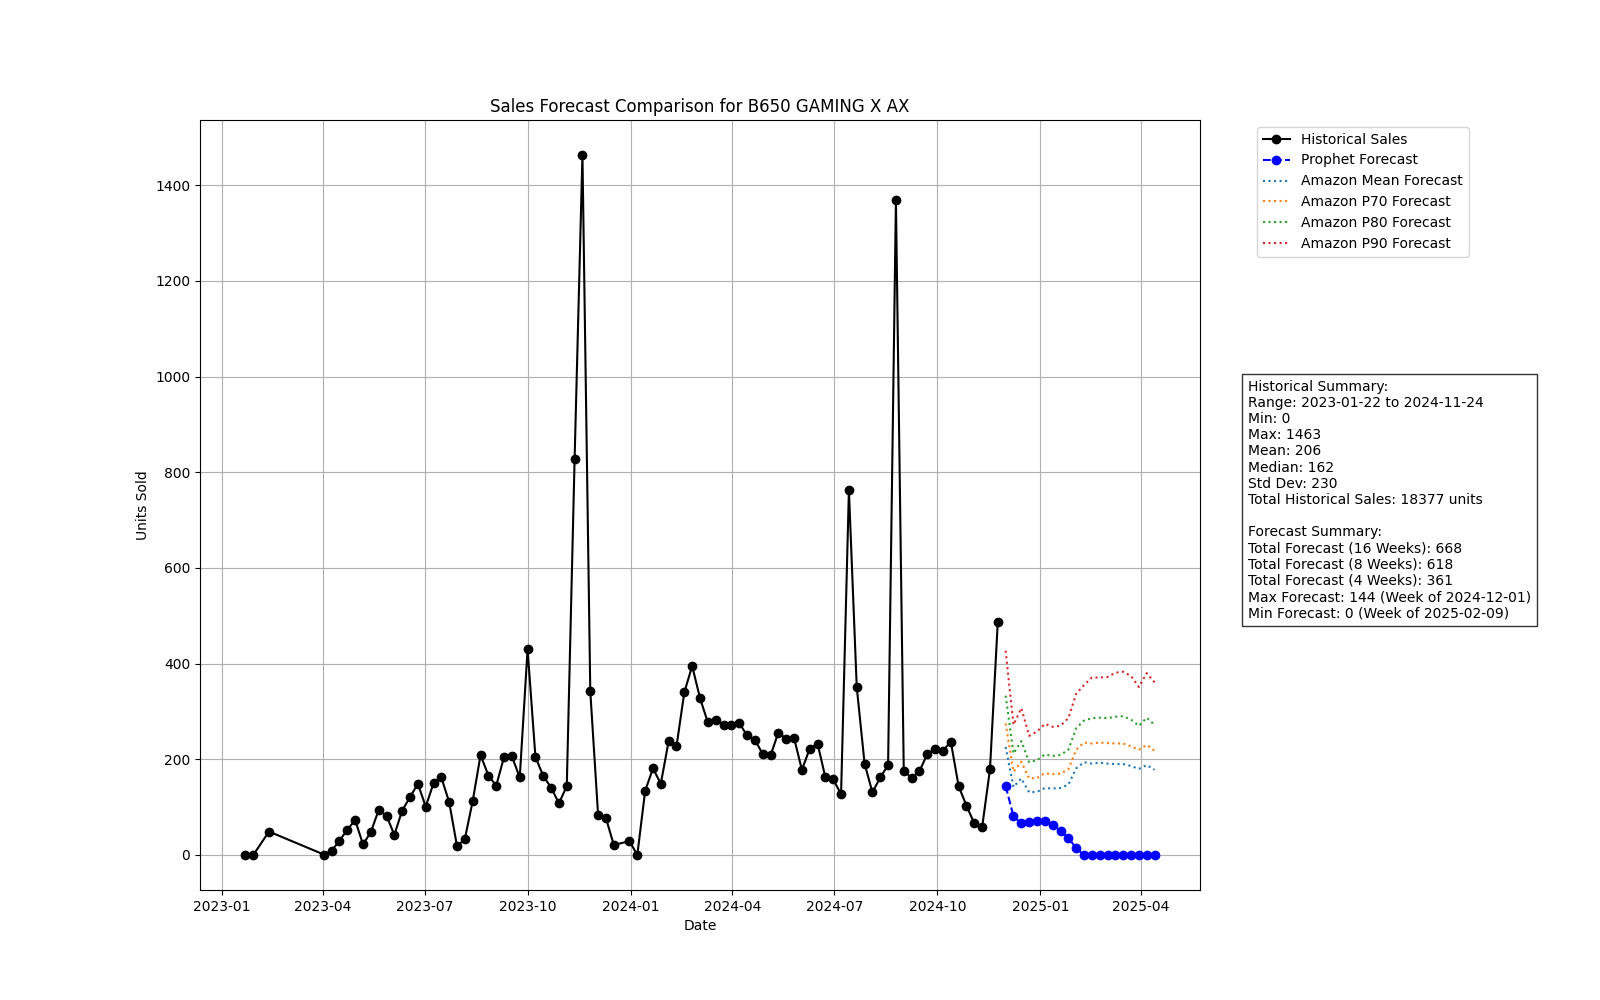 Sales Forecast Comparison for B650 GAMING X AX
Historical Sales
Prophet Forecast
Amazon Mean Forecast
Amazon P70 Forecast
Amazon P80 Forecast
Amazon P90 Forecast
Units Sold
1400
1200
1000
800
600
400
200
0
2023-01
2023-04
2023-07
2023-10
2024-01
2024-04
2024-07
2024-10
2025-01
2025-04
Date
Historical Summary:
Range: 2023-01-22 to 2024-11-24
Min: 0
Max: 1463
Mean: 206
Median: 162
Std Dev: 230
Total Historical Sales: 18377 units
Forecast Summary:
Total Forecast (16 Weeks): 668
Total Forecast (8 Weeks): 618
Total Forecast (4 Weeks): 361
Max Forecast: 144 (Week of 2024-12-01)
Min Forecast: 0 (Week of 2025-02-09)